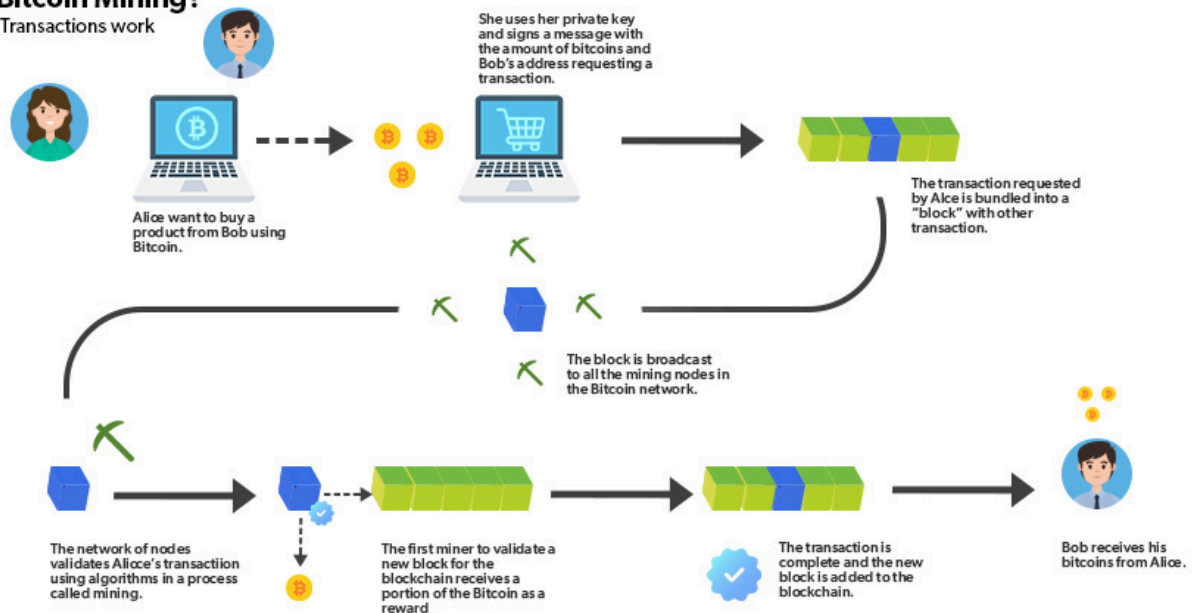 Bitcoin Mining?
Transactions work
She uses her private key
and signs a message with
the amount of bitcoins and
Bob's address requesting a
transaction.
Alice want to buy a
product from Bob using
Bitcoin.
The transaction requested
by Alce is bundled into a
"block" with other
transaction.
The block is broadcast
to all the mining nodes in
the Bitcoin network.
The network of nodes
validates Aliice's transactiion
using algorithms in a process
called mining.
The first miner to validate a
new block for the
blockchain receives a
portion of the Bitcoin as a
reward
The transaction is
complete and the new
block is added to the
blockchain.
Bob receives his
bitcoins from Alice.